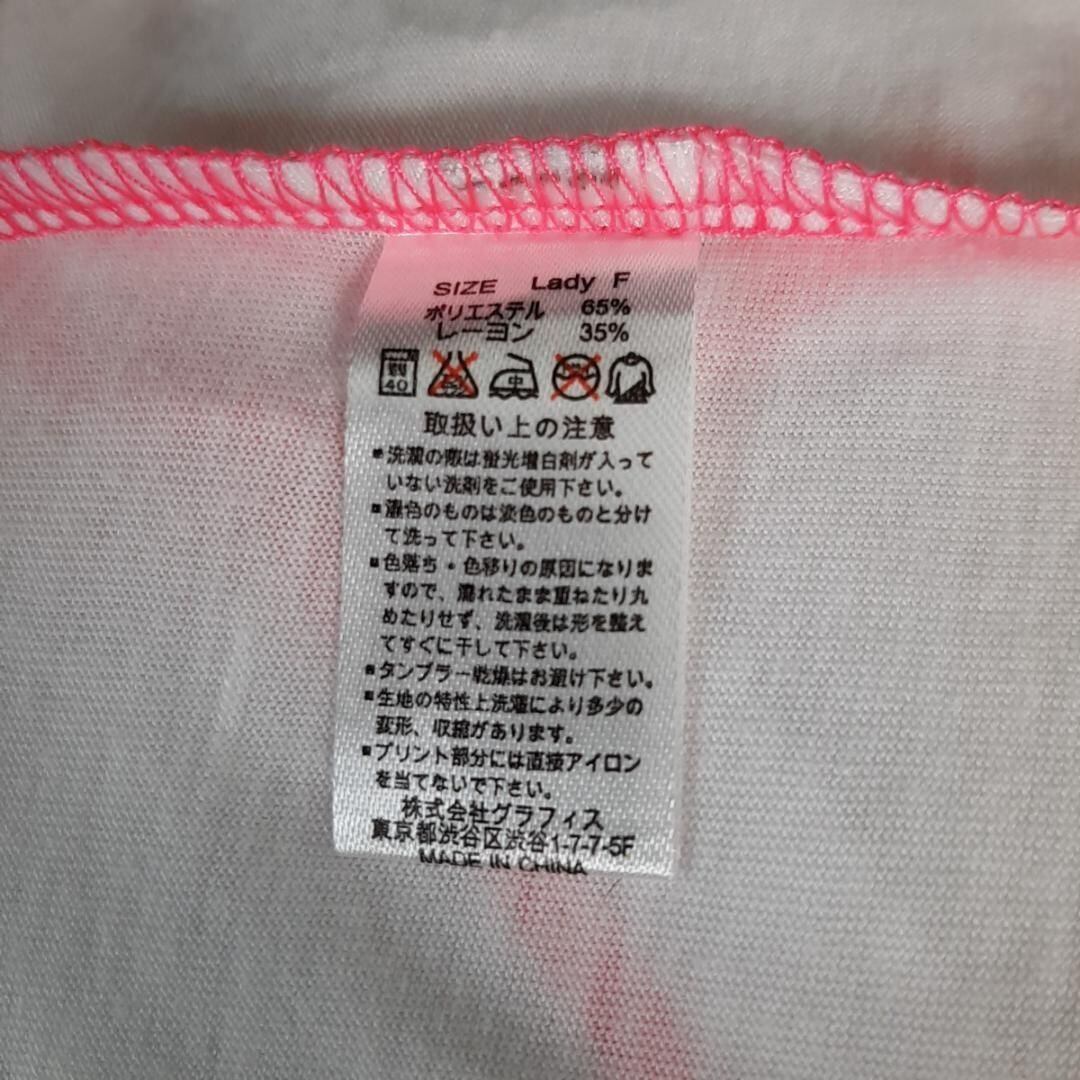 SIZE Lady F
ポリエステル 65%
レーヨン 35%
40
中
取扱い上の注意
▪洗濯の際は蛍光増白剤が入って
いない洗剤をご使用下さい。
▪濃色のものは淡色のものと分け
て洗って下さい。
▪色落ち・色移りの原因になりま
すので、濡れたまま重ねたり丸
めたりせず、洗濯後は形を整え
てすぐに干して下さい。
▪タンブラー乾燥はお避け下さい。
▪生地の特性上洗濯により多少の
変形、収縮があります。
▪プリント部分には直接アイロン
を当てないで下さい。
株式会社グラフィス
東京都渋谷区渋谷1-7-7-5F
MADE IN CHINA